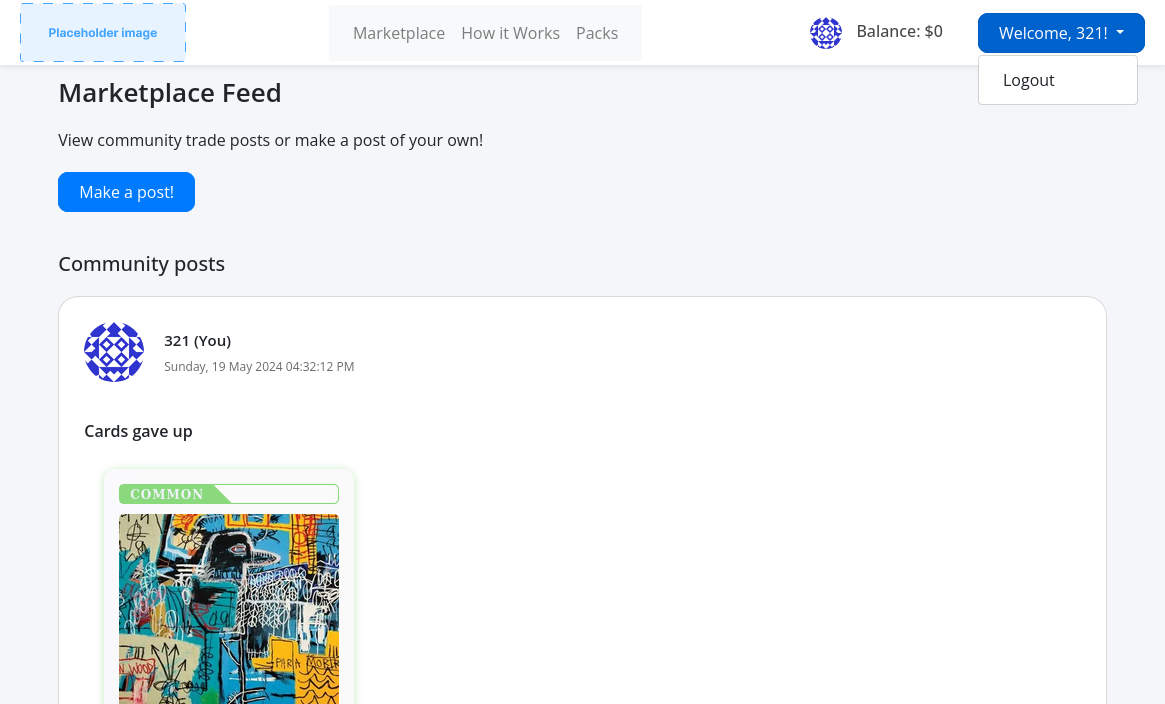 Placeholder image
Marketplace How it Works Packs
Balance: $0
Welcome, 321!
Logout
Marketplace Feed
View community trade posts or make a post of your own!
Make a post!
Community posts
321 (You)
Sunday, 19 May 2024 04:32:12 PM
Cards gave up
COMMON
PARA MORIR